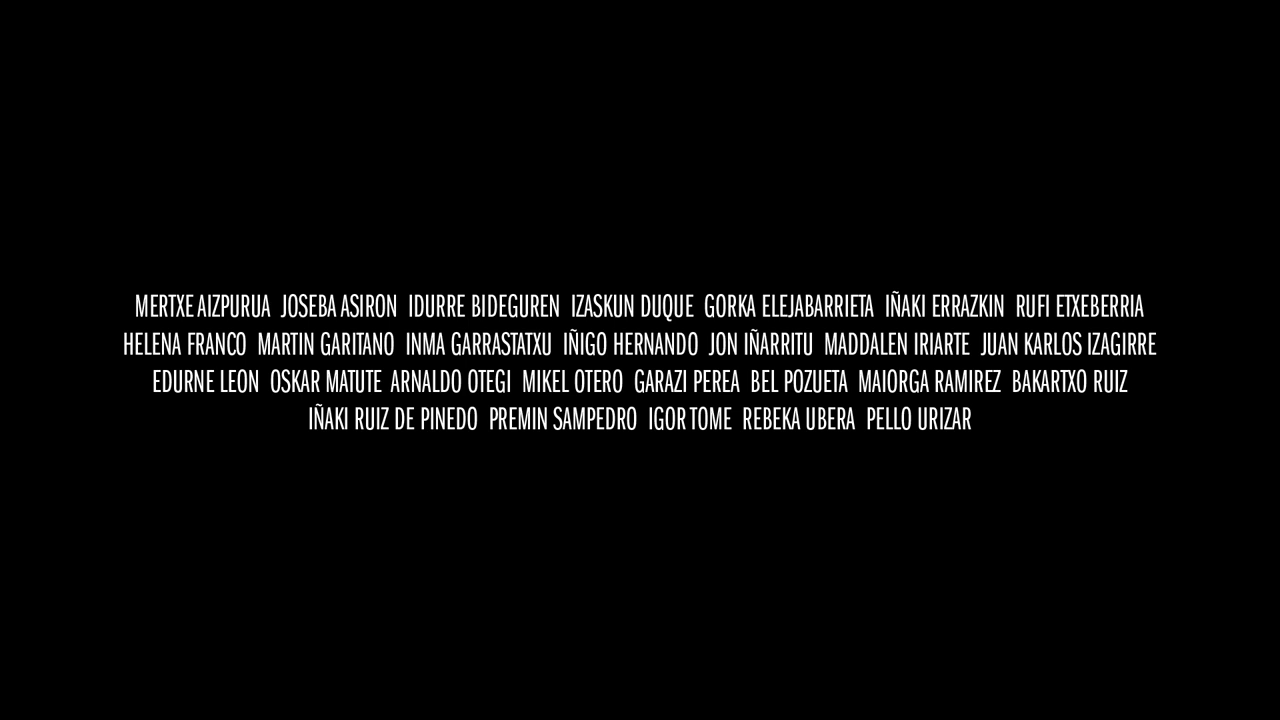 MERTXE AIZPURUA JOSEBA ASIRON IDURRE BIDEGUREN IZASKUN DUQUE GORKA ELEJABARRIETA IÑAKI ERRAZKIN RUFI ETXEBERRIA
HELENA FRANCO MARTIN GARITANO INMA GARRASTATXU IÑIGO HERNANDO JON IÑARRITU MADDALEN IRIARTE JUAN KARLOS IZAGIRRE
EDURNE LEON OSKAR MATUTE ARNALDO OTEGI MIKEL OTERO GARAZI PEREA BEL POZUETA MAIORGA RAMIREZ BAKARTXO RUIZ
IÑAKI RUIZ DE PINEDO PREMIN SAMPEDRO IGOR TOME REBEKA UBERA PELLO URIZAR